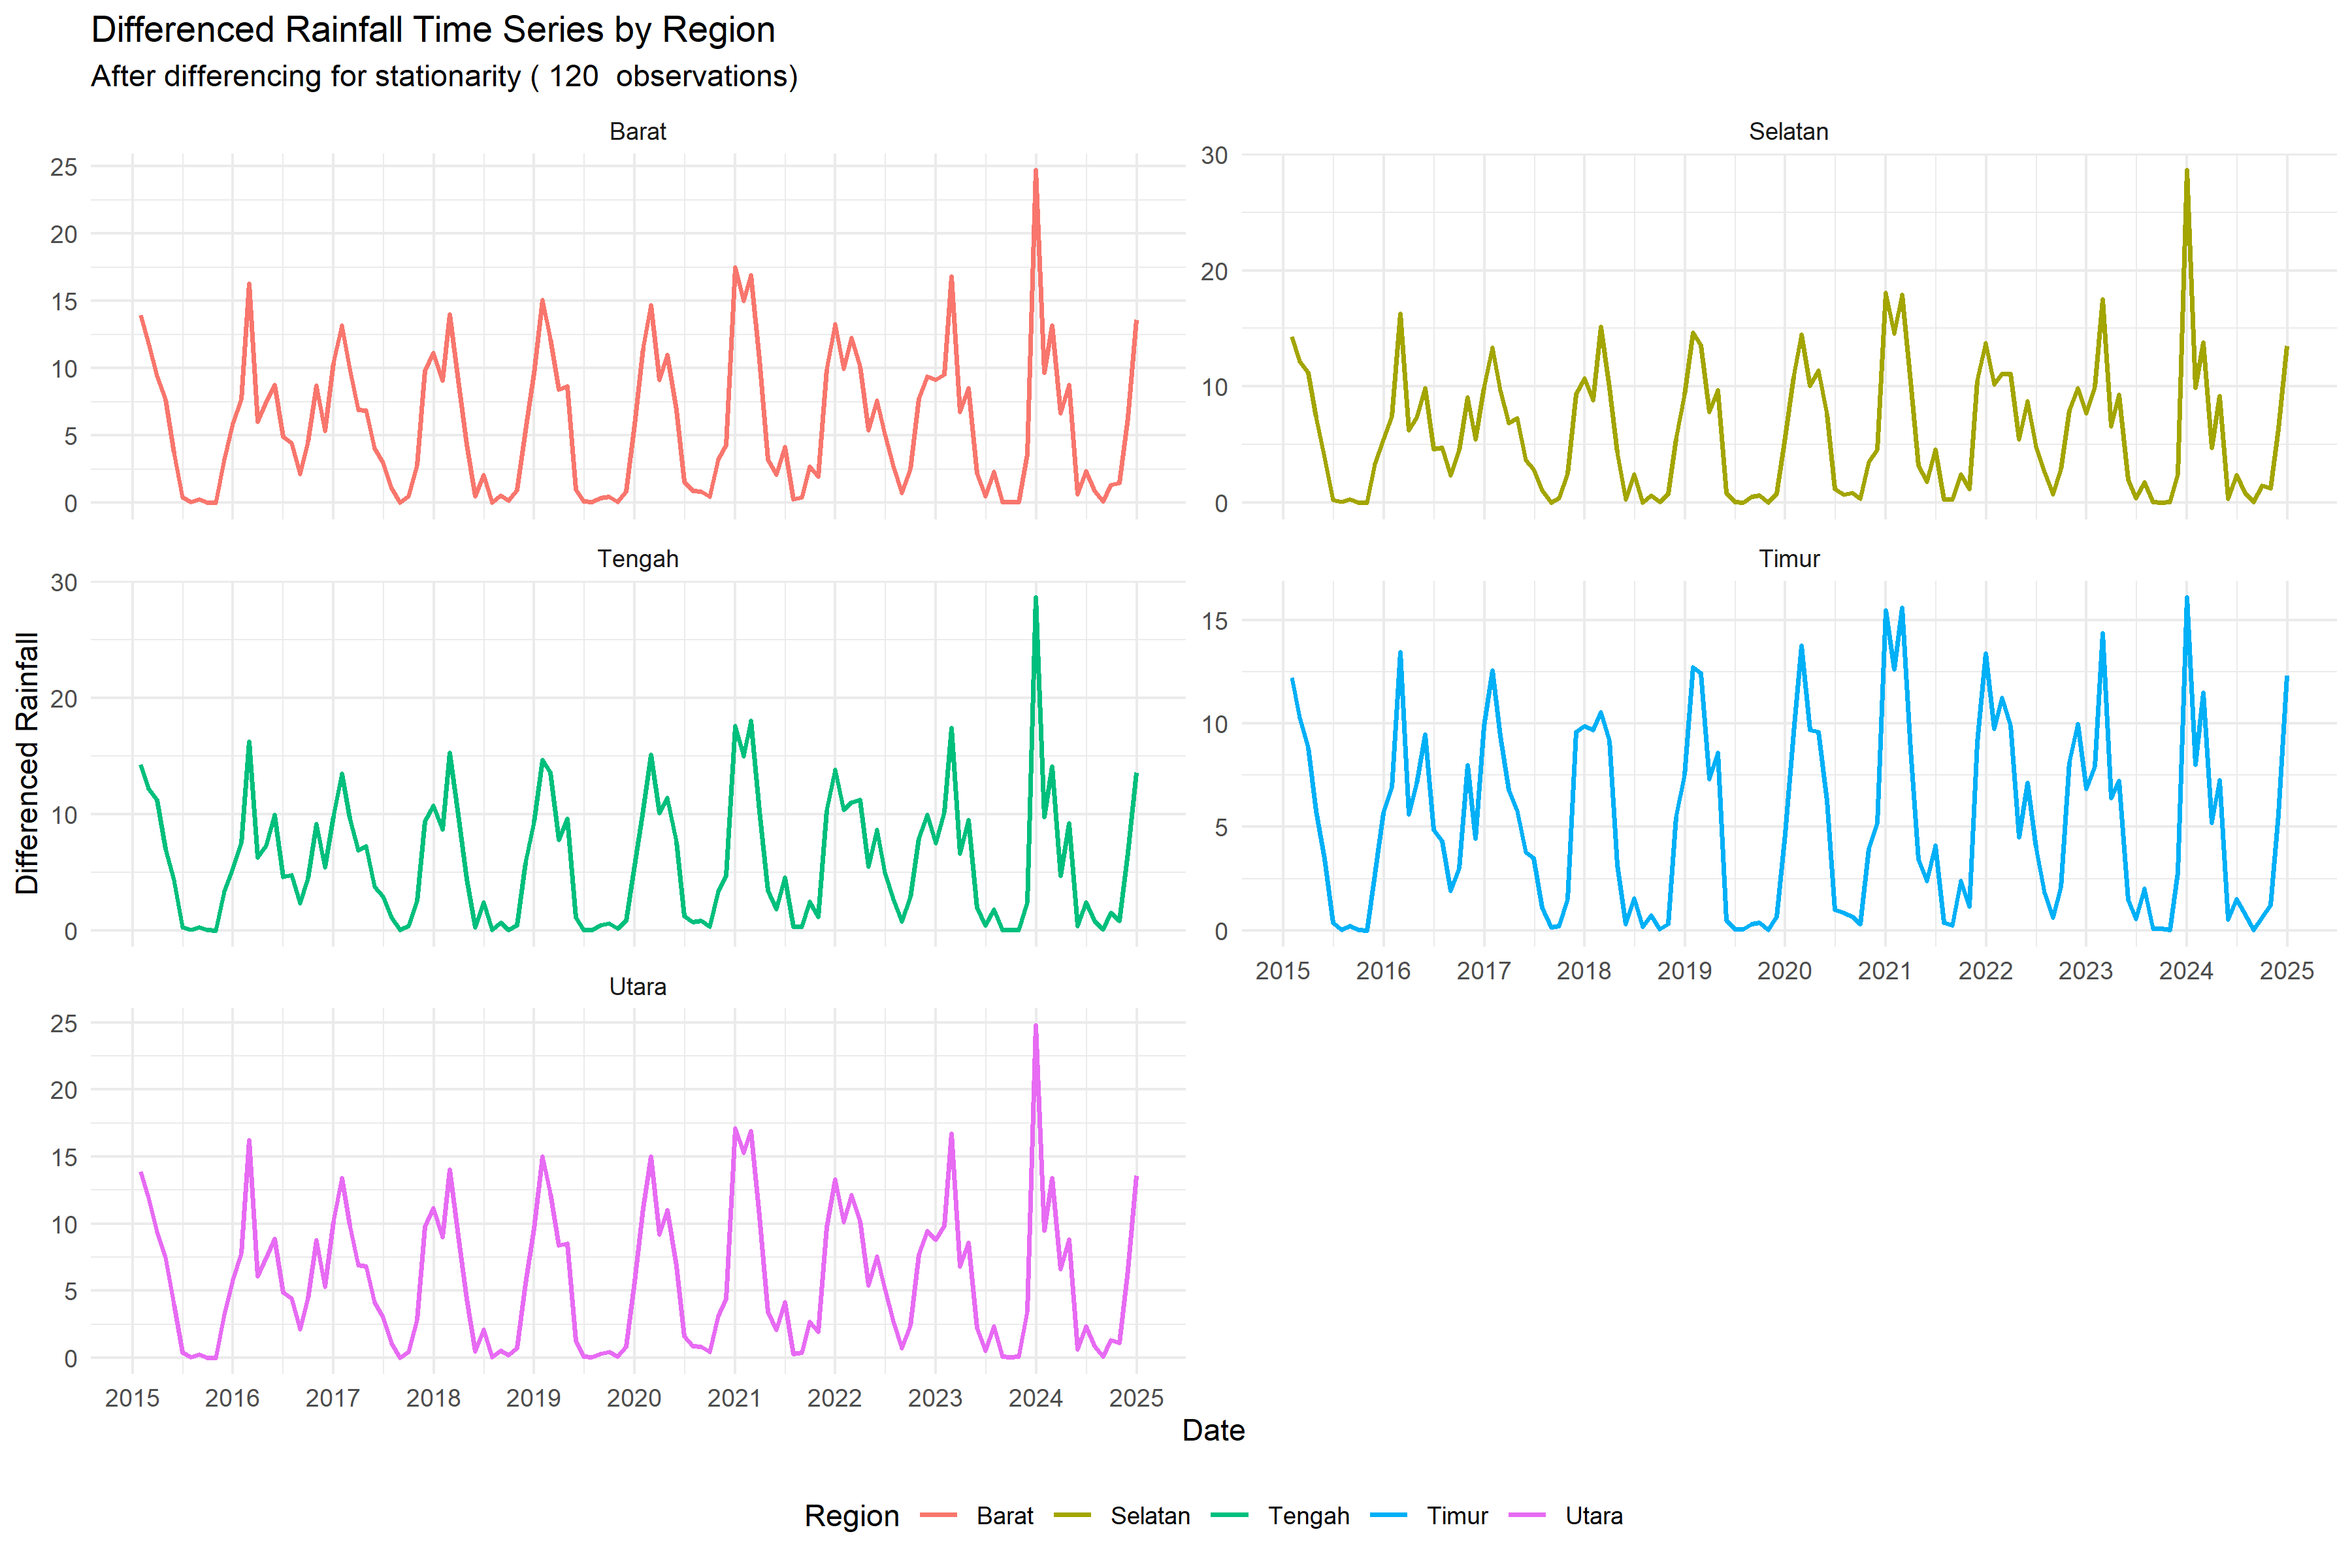 Differenced Rainfall Time Series by Region
After differencing for stationarity ( 120  observations)
Barat
25
20
15
10
5
0
Selatan
30
20
10
0
Differenced Rainfall
Tengah
30
20
10
0
Timur
15
10
5
0
2015 2016 2017 2018 2019 2020 2021 2022 2023 2024 2025
Utara
25
20
15
10
5
0
2015 2016 2017 2018 2019 2020 2021 2022 2023 2024 2025
Date
Region Barat Selatan Tengah Timur Utara